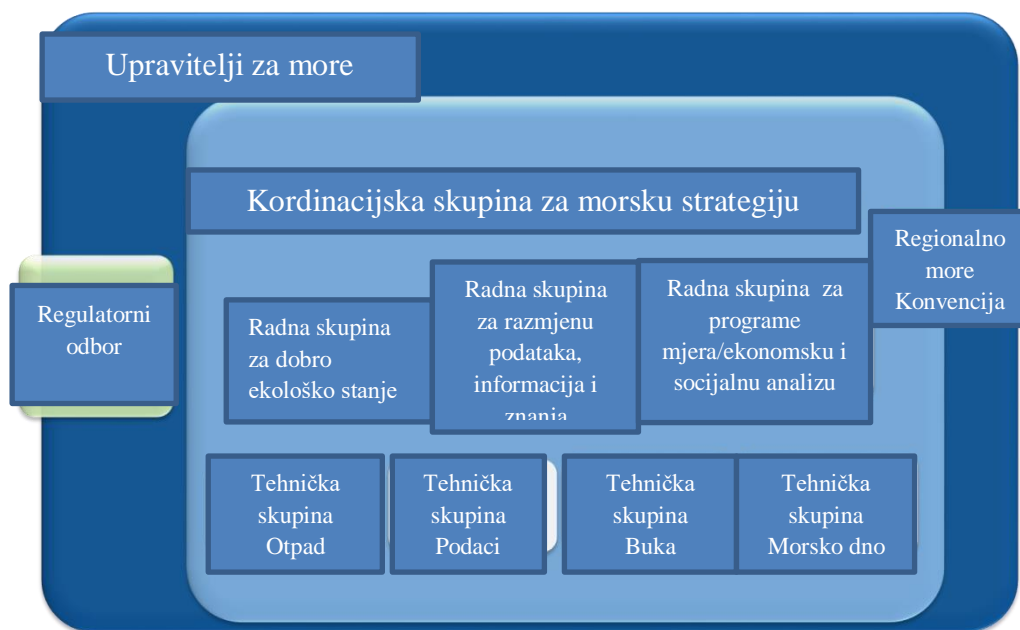 Upravitelji za more
Kordinacijska skupina za morsku strategiju
Regionalno
more
Konvencija
Regulatorni
odbor
Radna skupina
za dobro
ekološko stanje
Radna skupina
za razmjenu
podataka,
informacija i
znanja
Radna skupina za
programe
mjera/ekonomsku i
socijalnu analizu
Tehnička
skupina
Otpad
Tehnička
skupina
Podaci
Tehnička
skupina
Buka
Tehnička
skupina
Morsko dno